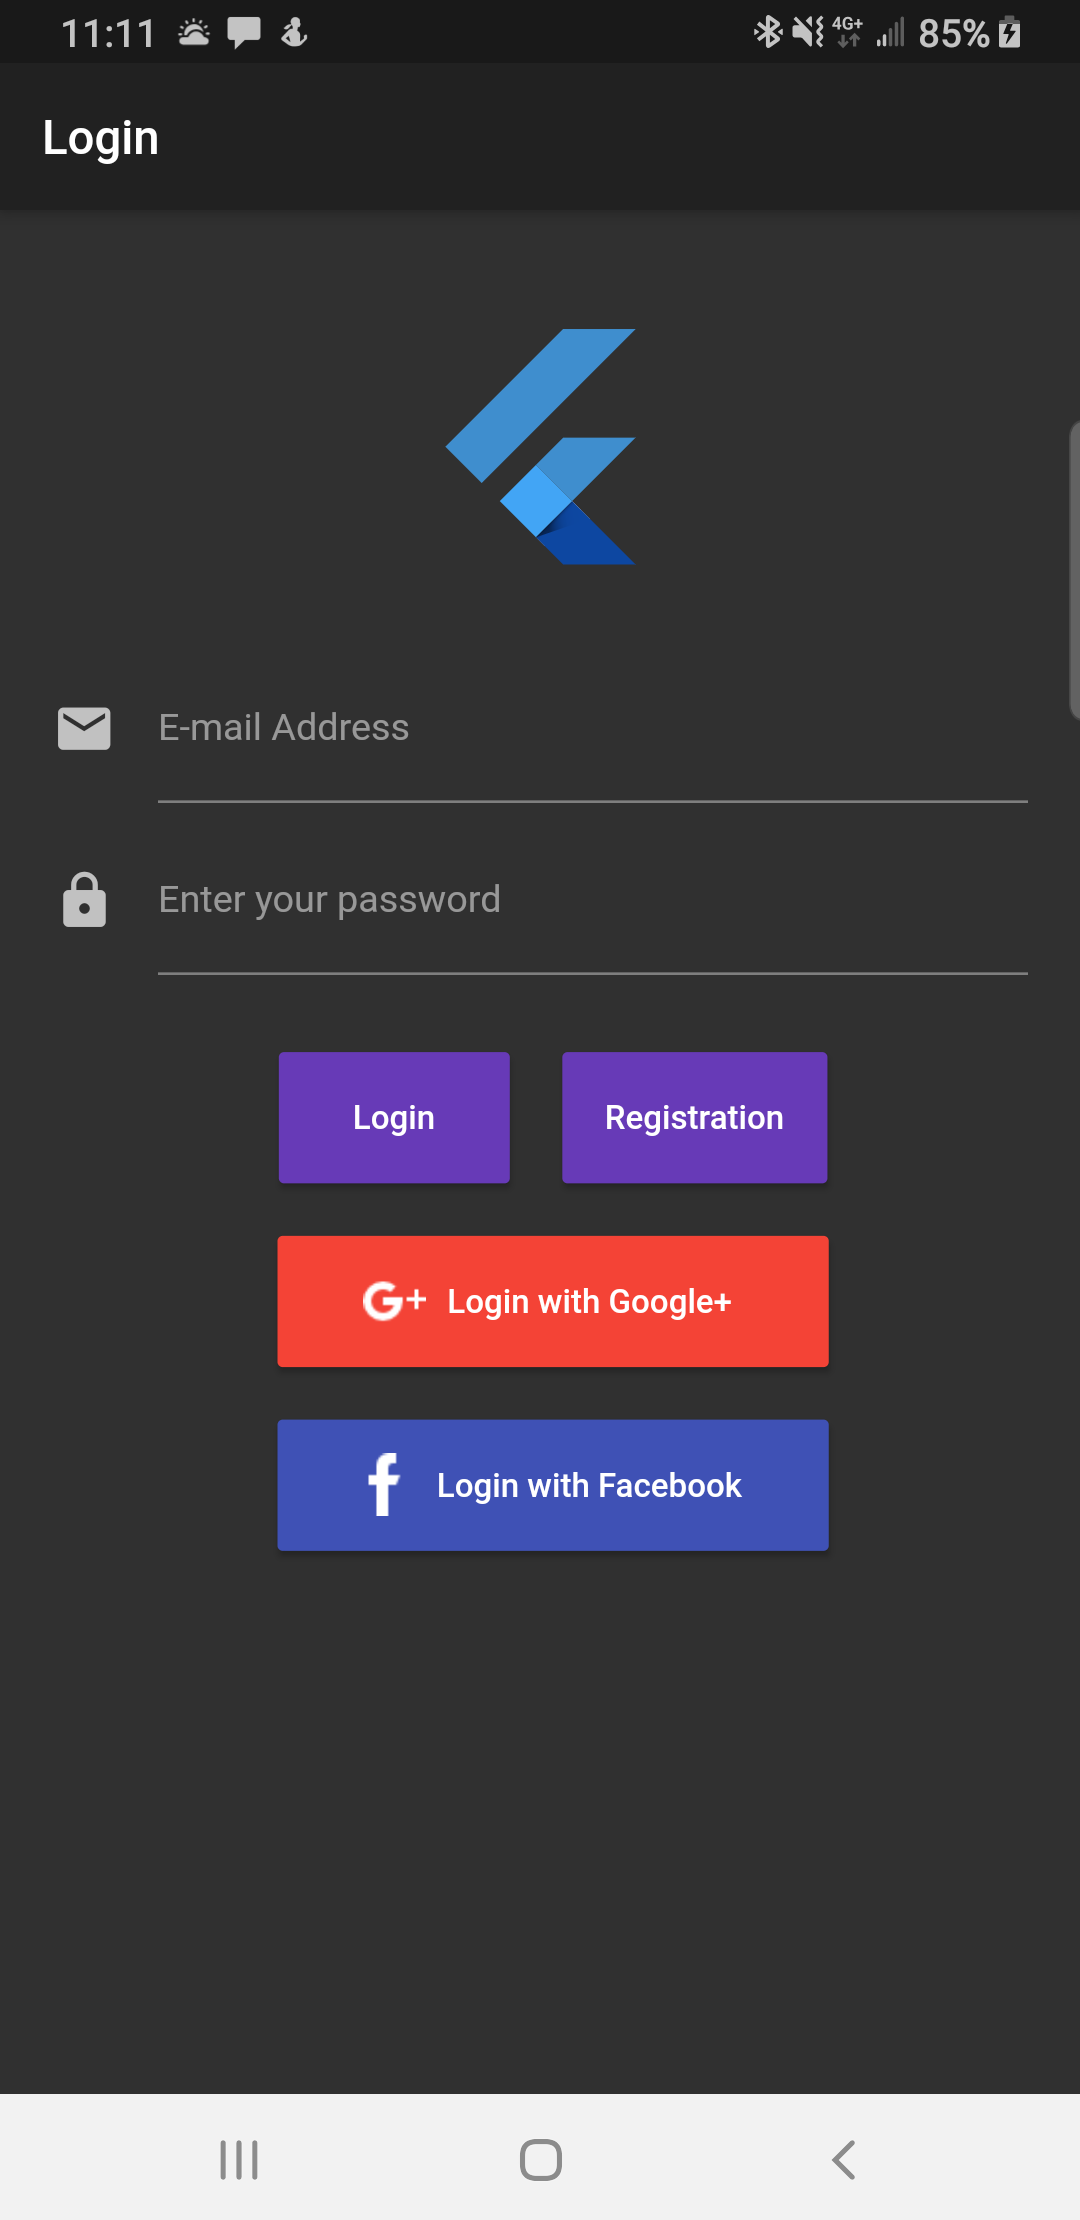 11:11 4G+ 85%
Login
E-mail Address
Enter your password
Login Registration
G+ Login with Google+
f Login with Facebook